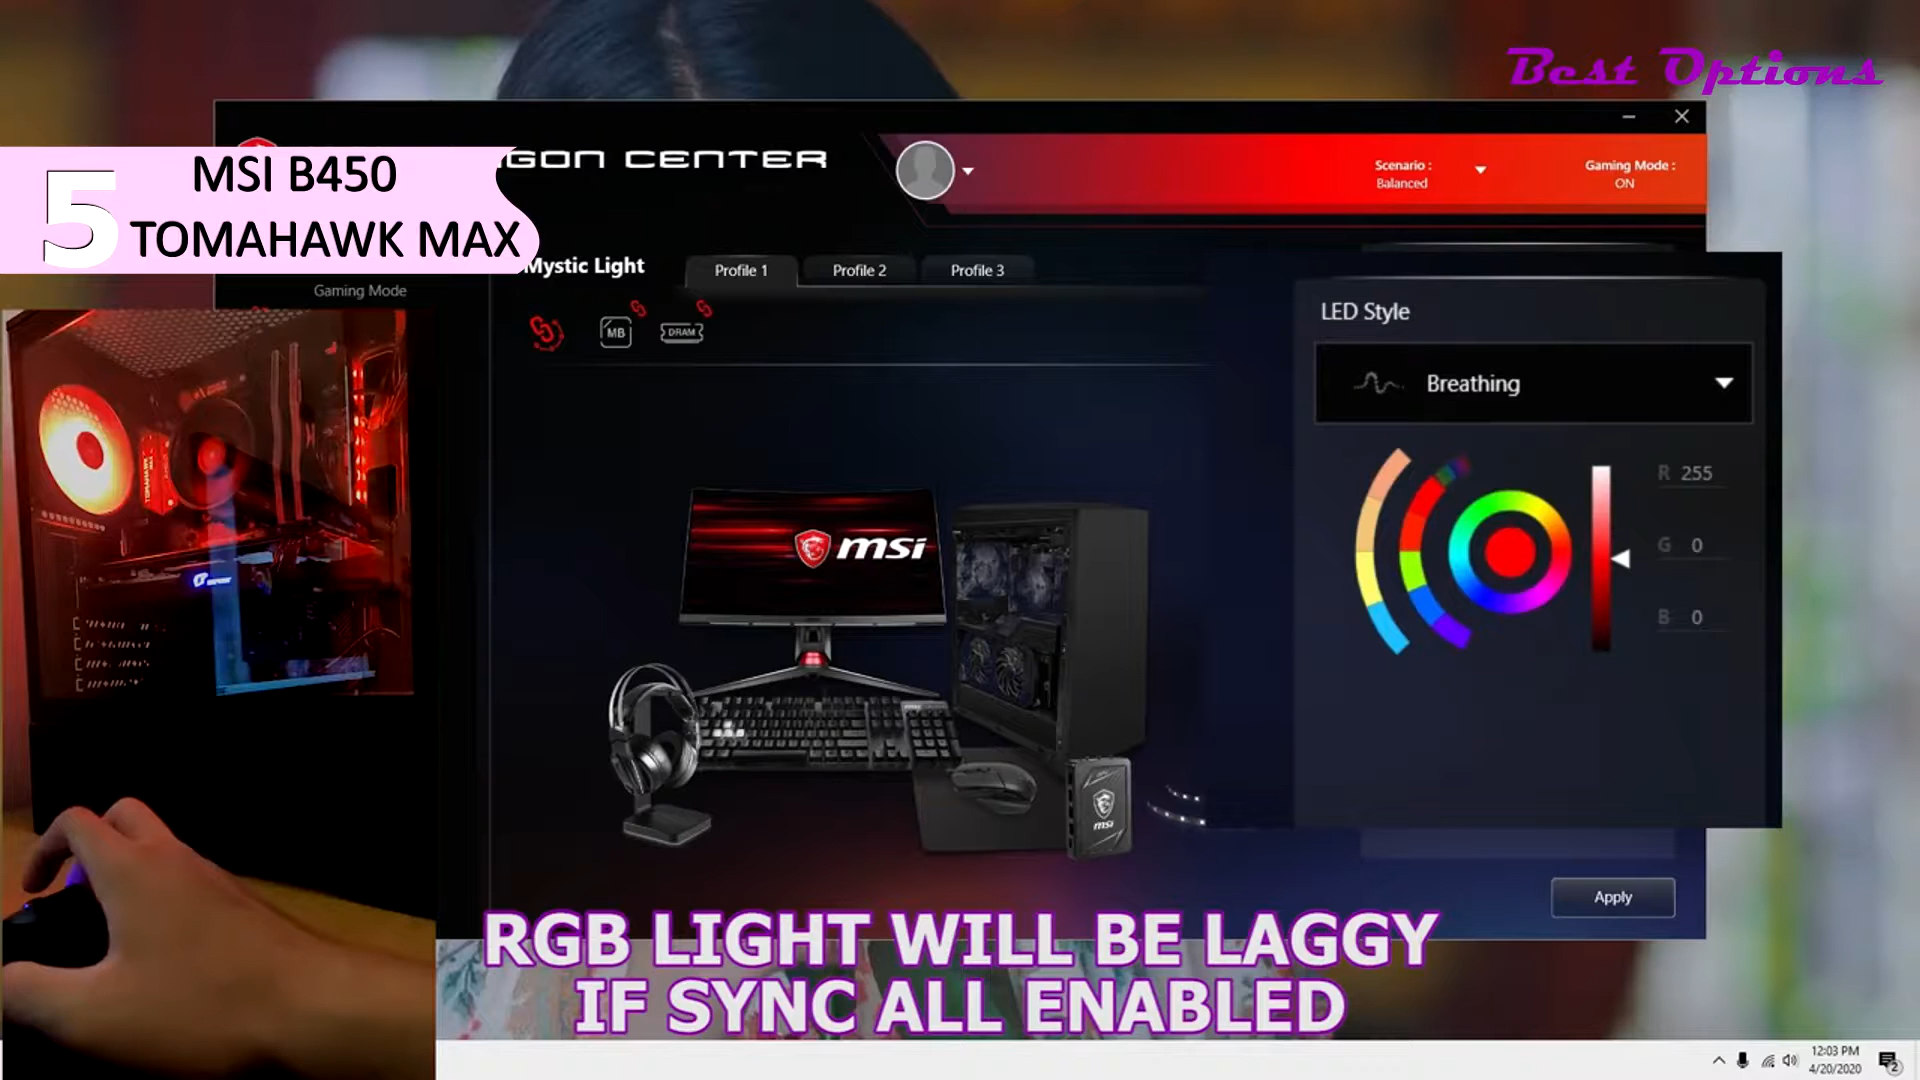 Best Options
5
MSI B450
TOMAHAWK MAX
GON CENTER
Scenario :
Balanced
Gaming Mode :
ON
Mystic Light
Profile 1
Profile 2
Profile 3
Gaming Mode
MB
DRAM
LED Style
Breathing
R 255
G 0
B 0
msi
msi
Apply
RGB LIGHT WILL BE LAGGY
IF SYNC ALL ENABLED
12:03 PM
4/20/2020
2